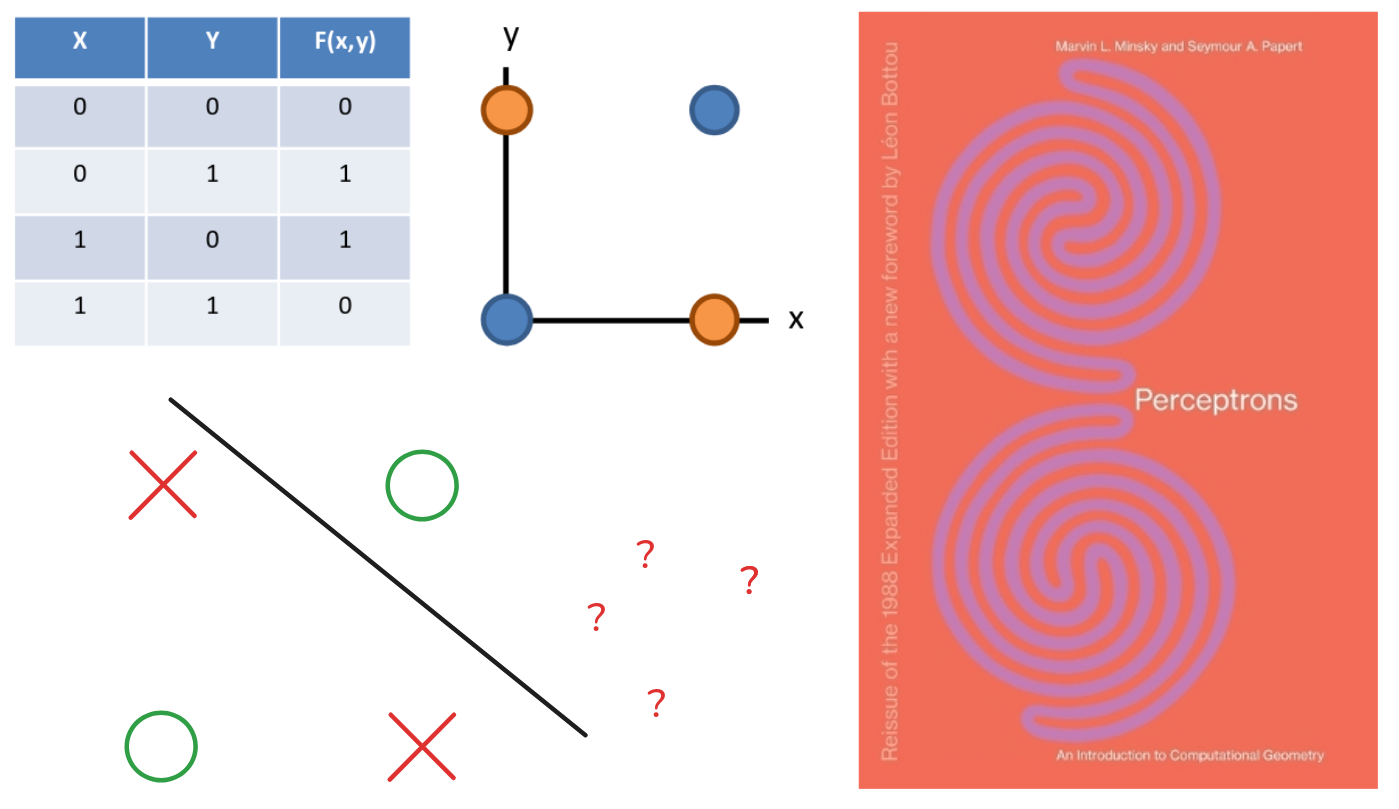 X Y F(x,y)
0 0 0
0 1 1
1 0 1
1 1 0
y
x
?
?
?
?
Marvin L. Minsky and Seymour A. Papert
Reissue of the 1988 Expanded Edition with a new foreword by Léon Bottou
Perceptrons
An Introduction to Computational Geometry